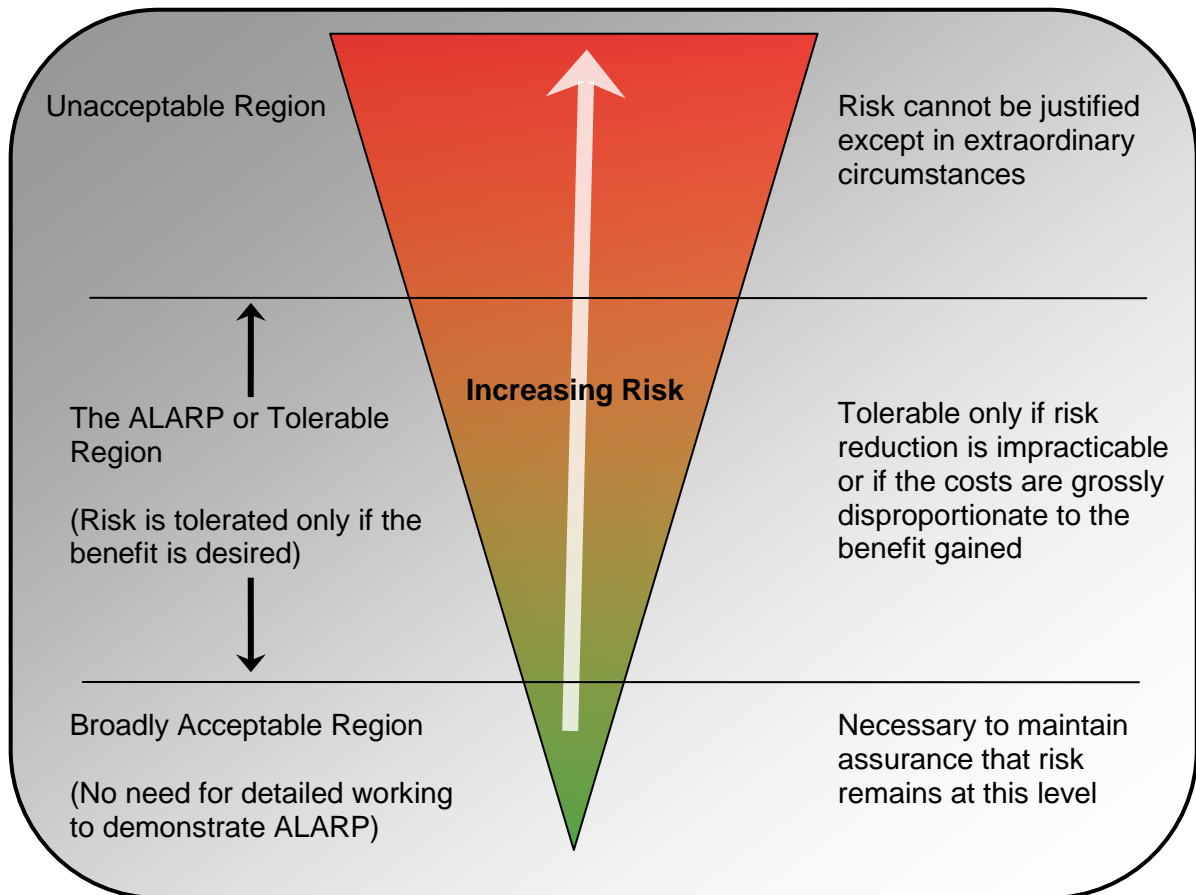 Unacceptable Region
Risk cannot be justified
except in extraordinary
circumstances
Increasing Risk
The ALARP or Tolerable
Region
(Risk is tolerated only if the
benefit is desired)
Tolerable only if risk
reduction is impracticable
or if the costs are grossly
disproportionate to the
benefit gained
Broadly Acceptable Region
(No need for detailed working
to demonstrate ALARP)
Necessary to maintain
assurance that risk
remains at this level